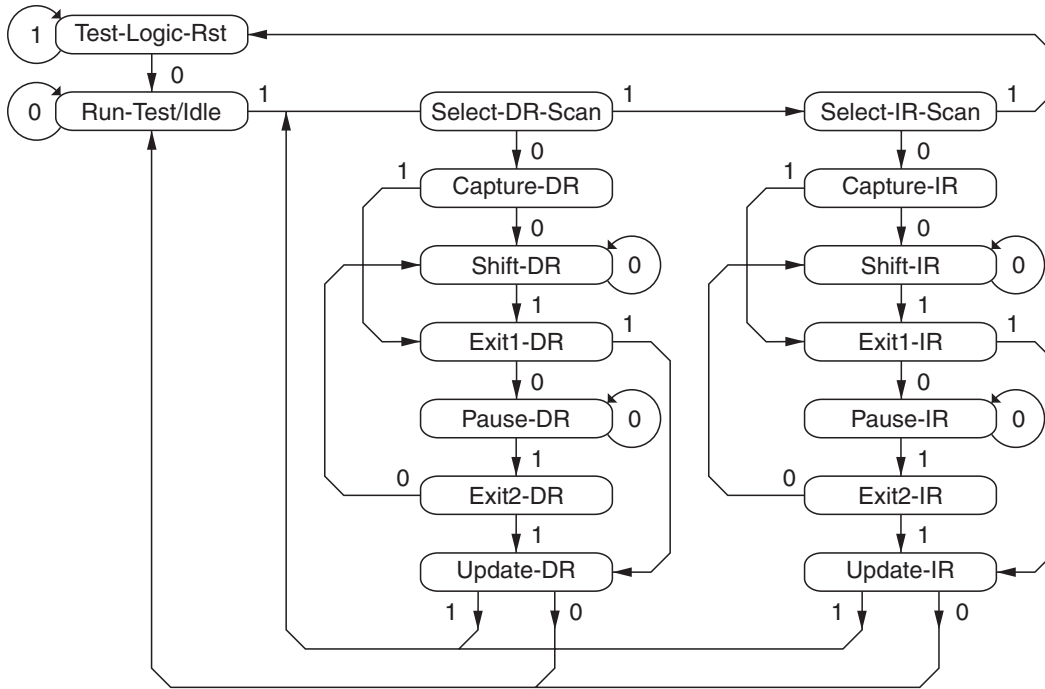 1 Test-Logic-Rst
0
0 Run-Test/Idle 1 Select-DR-Scan 1 Select-IR-Scan 1
0 0
1 Capture-DR 1 Capture-IR
0 0
Shift-DR 0 Shift-IR 0
1 1
Exit1-DR 1 Exit1-IR 1
0 0
Pause-DR 0 Pause-IR 0
1 1
0 Exit2-DR 0 Exit2-IR
1 1
Update-DR Update-IR
1 0 1 0